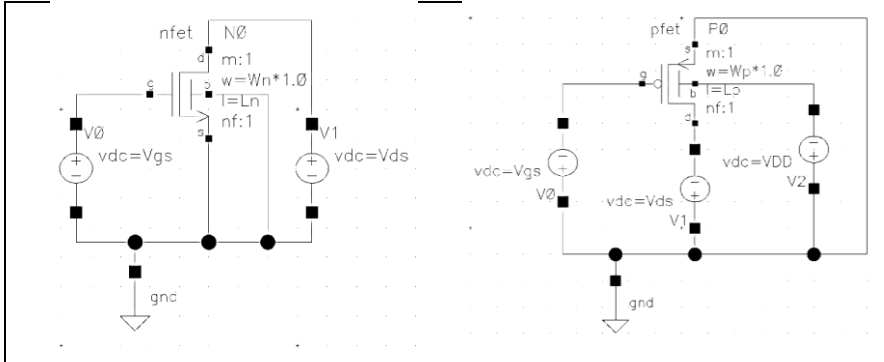 nfet N0
d
m:1
w=Wn*1.0
g
b
l=Ln
nf:1
s
V0
vdc=Vgs
V1
vdc=Vds
gnd
pfet P0
s
m:1
w=Wp*1.0
g
b
l=Lp
nf:1
d
vdc=Vgs
V0
vdc=Vds
V1
vdc=VDD
V2
gnd